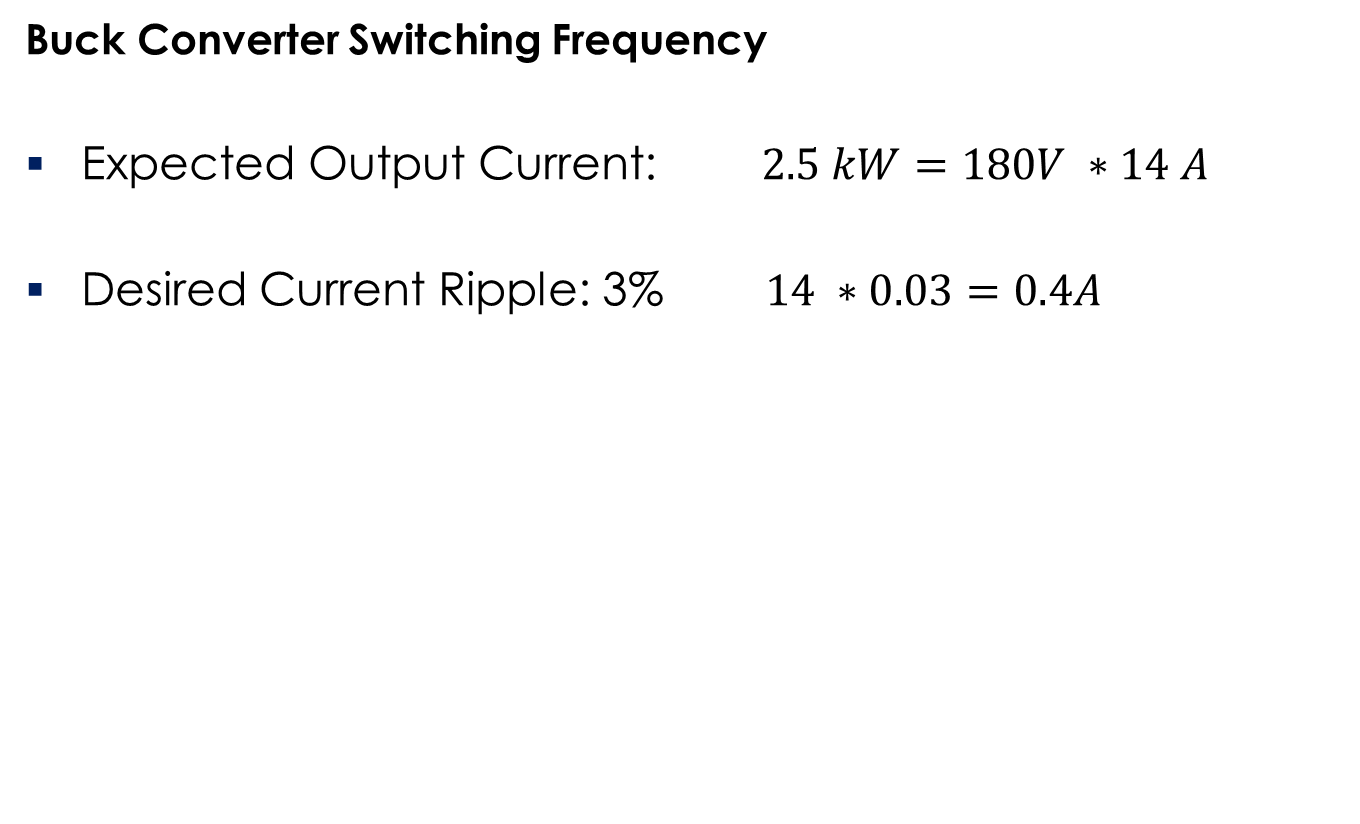 Buck Converter Switching Frequency
▪ Expected Output Current: 2.5 kW = 180V ∗ 14 A
▪ Desired Current Ripple: 3% 14 ∗ 0.03 = 0.4A